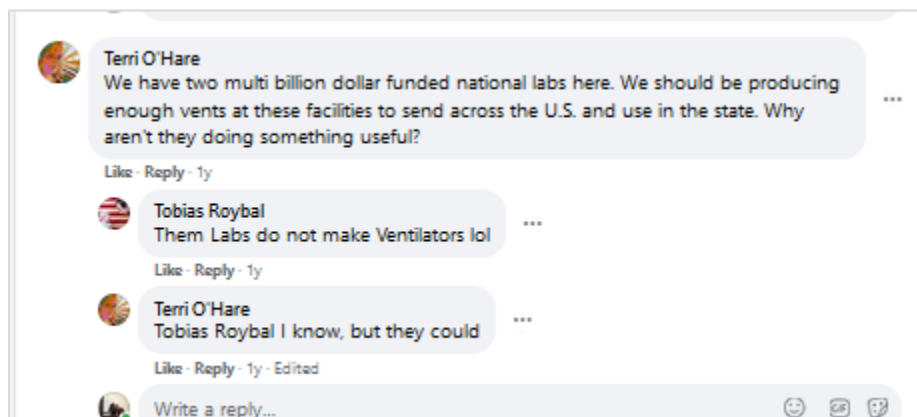 Terri O'Hare
We have two multi billion dollar funded national labs here. We should be producing
enough vents at these facilities to send across the U.S. and use in the state. Why
aren't they doing something useful?
Like · Reply · 1y
Tobias Roybal
Them Labs do not make Ventilators lol
Like · Reply · 1y
Terri O'Hare
Tobias Roybal I know, but they could
Like · Reply · 1y · Edited
Write a reply...
GIF